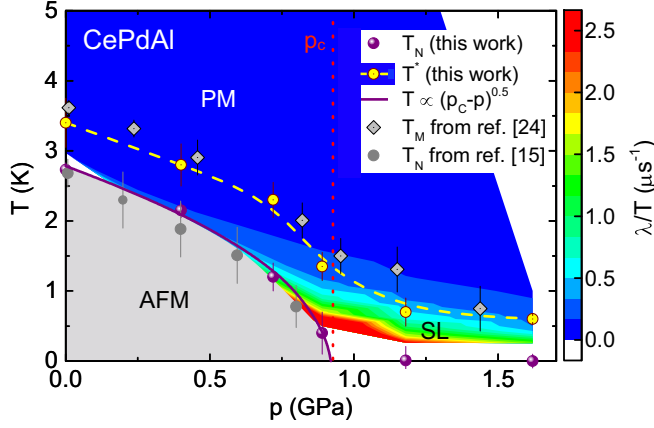 CePdAl
p_c
T_N (this work)
T^* (this work)
T ∝ (p_C-p)^0.5
T_M from ref. [24]
T_N from ref. [15]
PM
AFM
SL
5
4
3
2
1
0
T (K)
0.0
0.5
1.0
1.5
p (GPa)
2.5
2.0
1.5
1.0
0.5
0.0
λ/T (μs^-1)